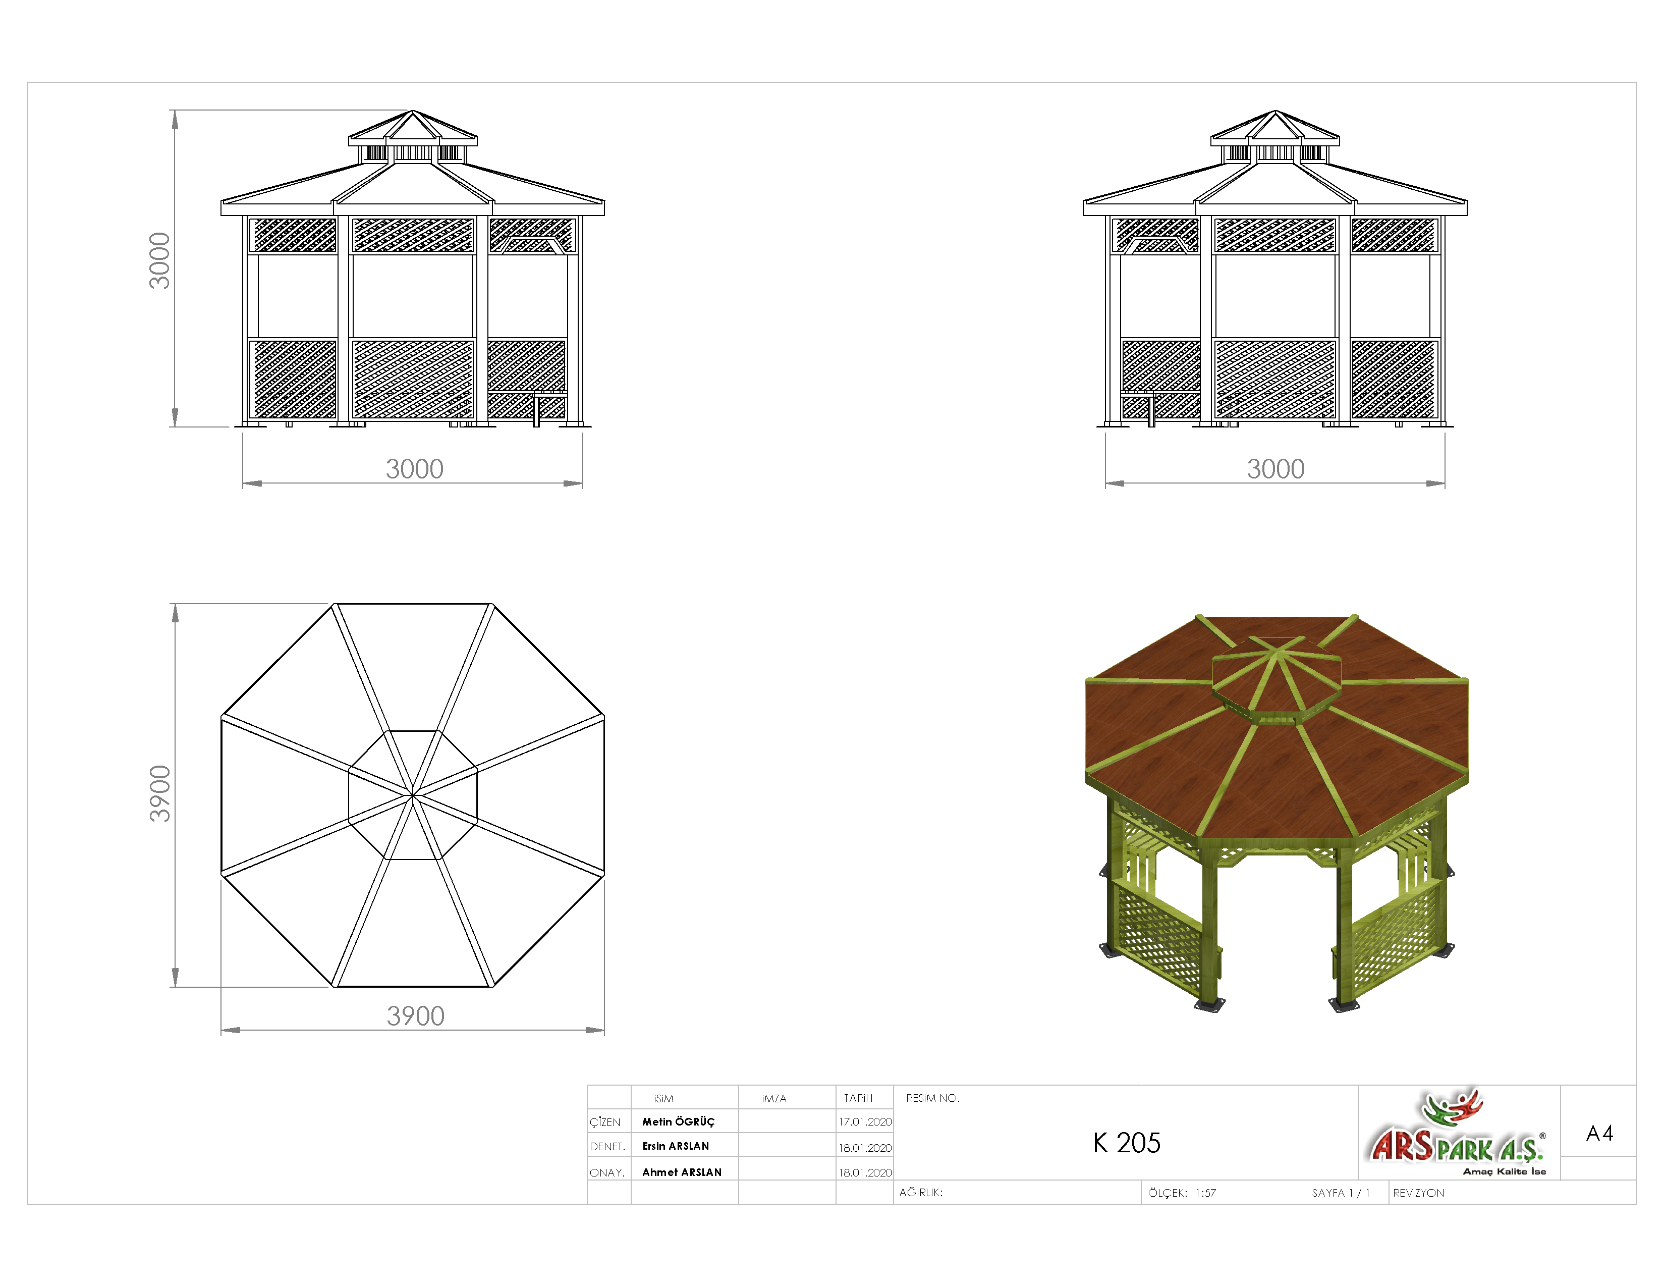 3000
3000
3000
3900
3900
İSİM
İM/A
TARİH
RESİM NO.
ÇİZEN
Metin ÖGRÜÇ
17.01.2020
DENET.
Ersin ARSLAN
18.01.2020
ONAY.
Ahmet ARSLAN
18.01.2020
K 205
ARSPARK A.Ş.®
Amaç Kalite İse
A4
AĞIRLIK:
ÖLÇEK: 1:57
SAYFA 1 / 1
REVİZYON